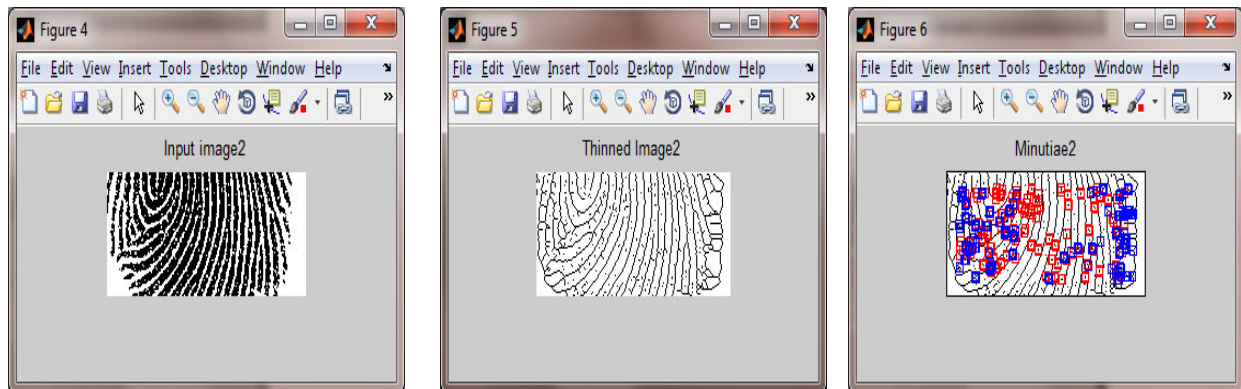 Figure 4
File Edit View Insert Tools Desktop Window Help
Input image2
Figure 5
File Edit View Insert Tools Desktop Window Help
Thinned Image2
Figure 6
File Edit View Insert Tools Desktop Window Help
Minutiae2